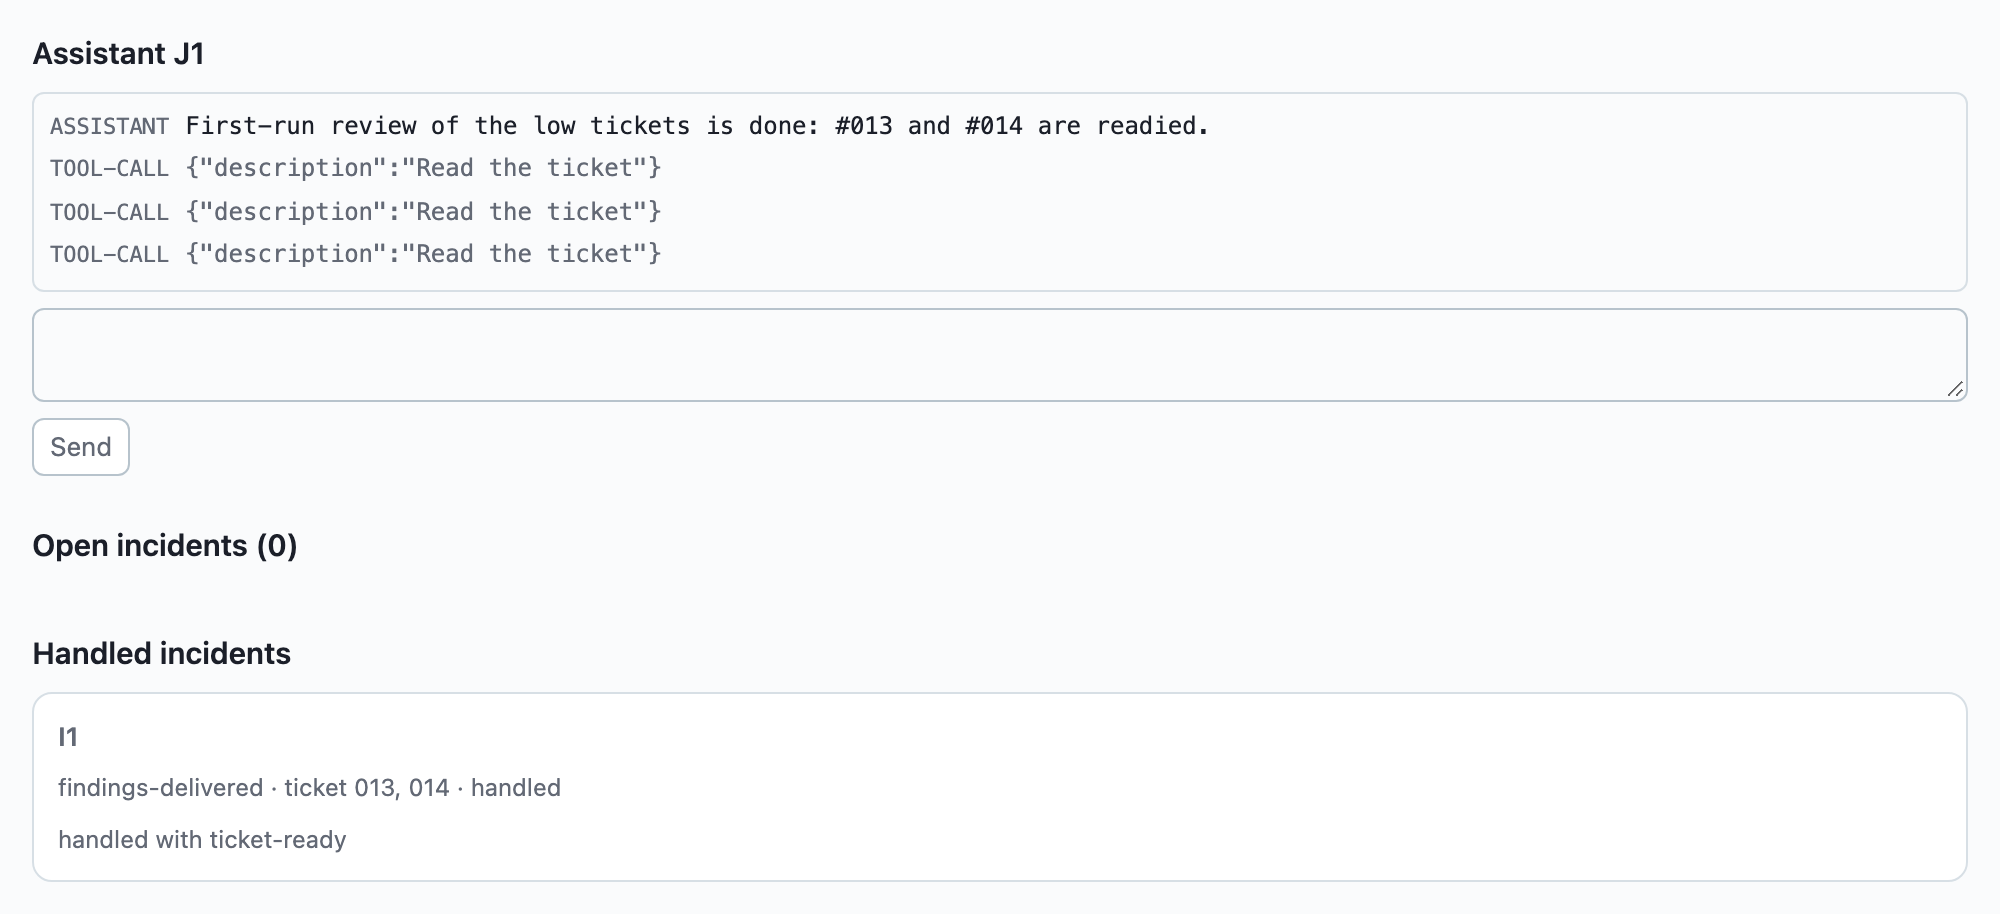 Assistant J1
ASSISTANT First-run review of the low tickets is done: #013 and #014 are readied.
TOOL-CALL {"description":"Read the ticket"}
TOOL-CALL {"description":"Read the ticket"}
TOOL-CALL {"description":"Read the ticket"}
Send
Open incidents (0)
Handled incidents
I1
findings-delivered · ticket 013, 014 · handled
handled with ticket-ready